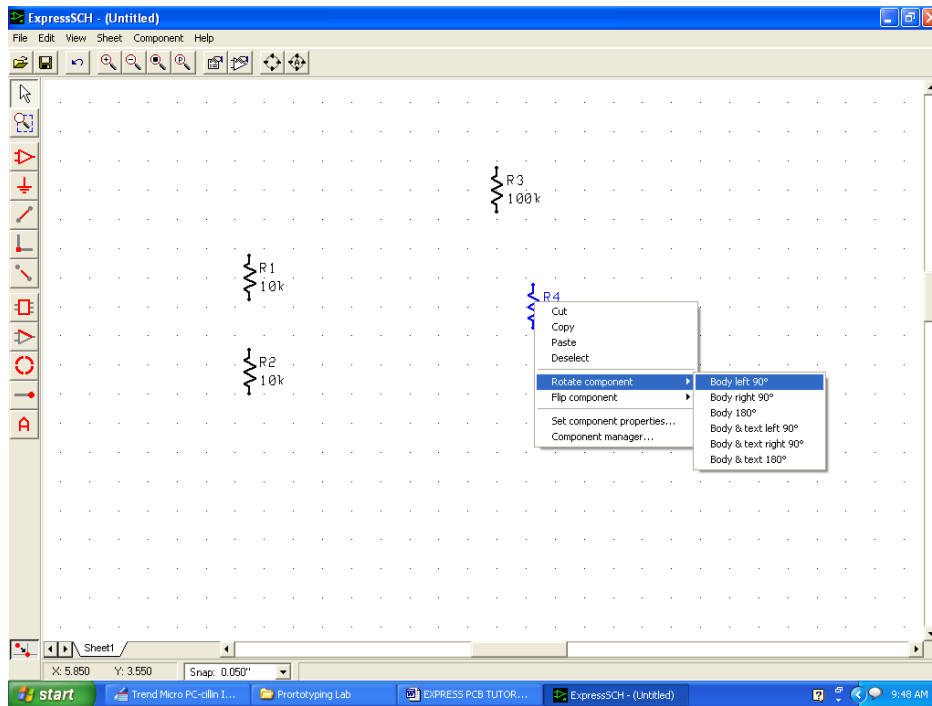 ExpressSCH - (Untitled)
File Edit View Sheet Component Help
R3
100k
R1
10k
R4
R2
10k
Cut
Copy
Paste
Deselect
Rotate component
Flip component
Set component properties...
Component manager...
Body left 90°
Body right 90°
Body 180°
Body & text left 90°
Body & text right 90°
Body & text 180°
A
Sheet1
X: 5.850 Y: 3.550 Snap: 0.050"
start Trend Micro PC-cillin I... Prortotyping Lab EXPRESS PCB TUTOR... ExpressSCH - (Untitled) 9:48 AM